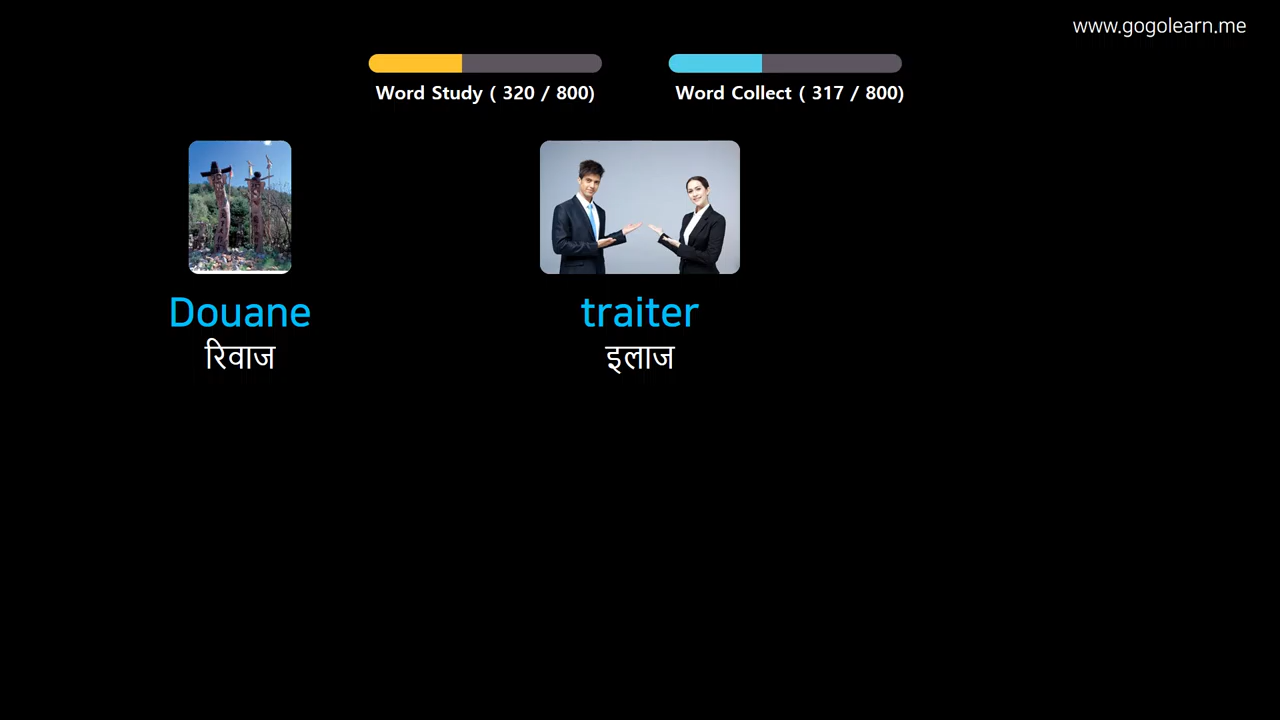 www.gogolearn.me
Word Study ( 320 / 800)
Word Collect ( 317 / 800)
Douane
traiter
रिवाज
इलाज